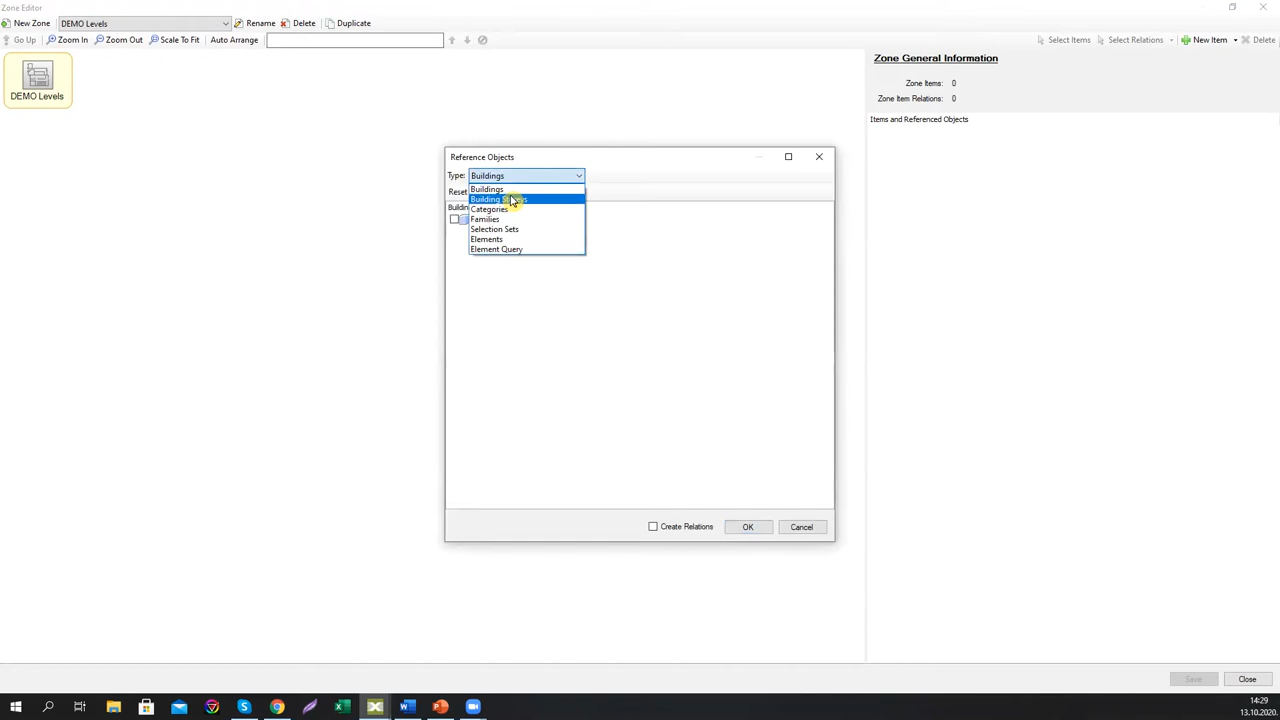 Zone Editor
New Zone DEMO Levels Rename Delete Duplicate
Go Up Zoom In Zoom Out Scale To Fit Auto Arrange Select Items Select Relations New Item Delete
DEMO Levels
Zone General Information
Zone Items: 0
Zone Item Relations: 0
Items and Referenced Objects
Reference Objects
Type: Buildings
Reset
Buildings
Building
Categories
Families
Selection Sets
Elements
Element Query
Create Relations OK Cancel
Save Close
14:29
13.10.2020.